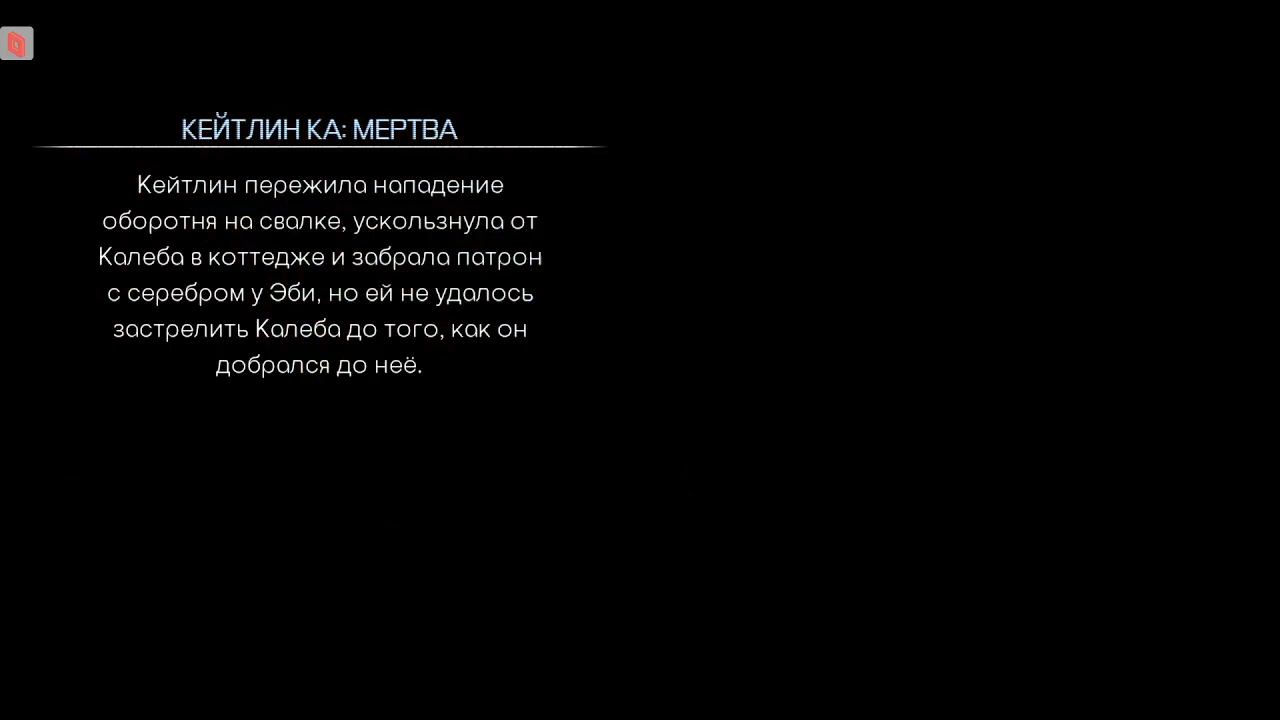 КЕЙТЛИН КА: МЕРТВА
Кейтлин пережила нападение
оборотня на свалке, ускользнула от
Калеба в коттедже и забрала патрон
с серебром у Эби, но ей не удалось
застрелить Калеба до того, как он
добрался до неё.